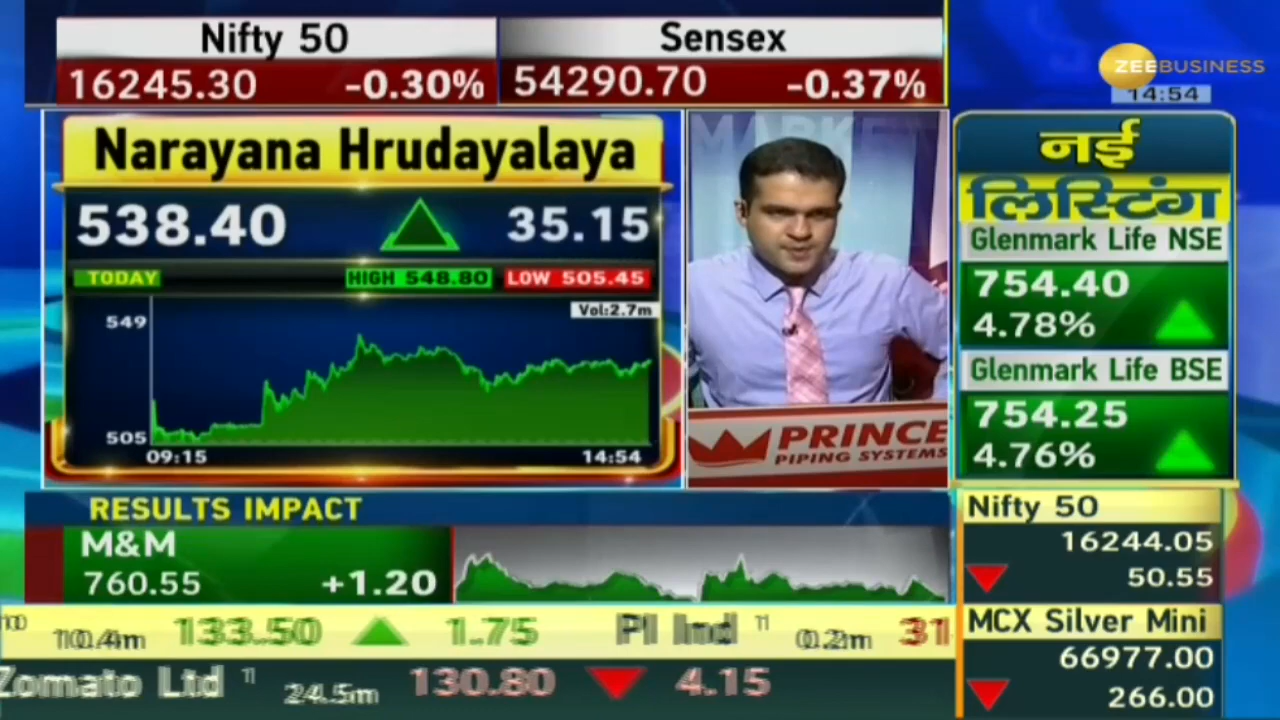 Nifty 50
16245.30 -0.30%
Sensex
54290.70 -0.37%
ZEEBUSINESS
14:54
Narayana Hrudayalaya
538.40 35.15
TODAY HIGH 548.80 LOW 505.45
Vol:2.7m
549
505
09:15 14:54
MARKET
PRINCE
PIPING SYSTEMS
नई
लिस्टिंग
Glenmark Life NSE
754.40
4.78%
Glenmark Life BSE
754.25
4.76%
RESULTS IMPACT
M&M
760.55 +1.20
Nifty 50
16244.05
50.55
MCX Silver Mini
66977.00
266.00
10.4m 133.50 1.75 PI Ind 11 0.2m 31
Zomato Ltd 11 24.5m 130.80 4.15